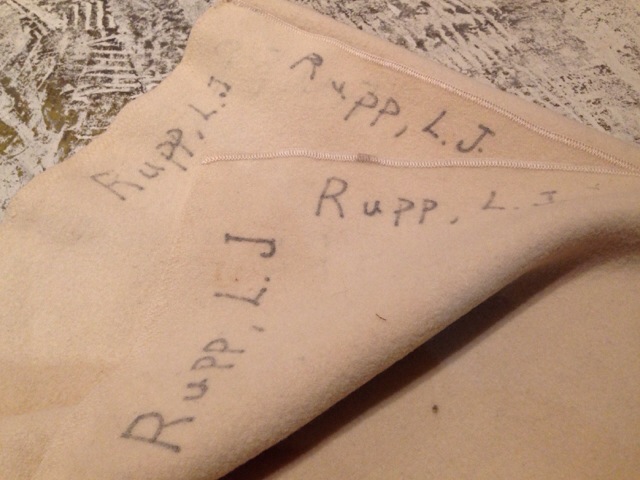 Rupp, L.J.
Rupp, L.J
Rupp, L. J
Rupp, L.J